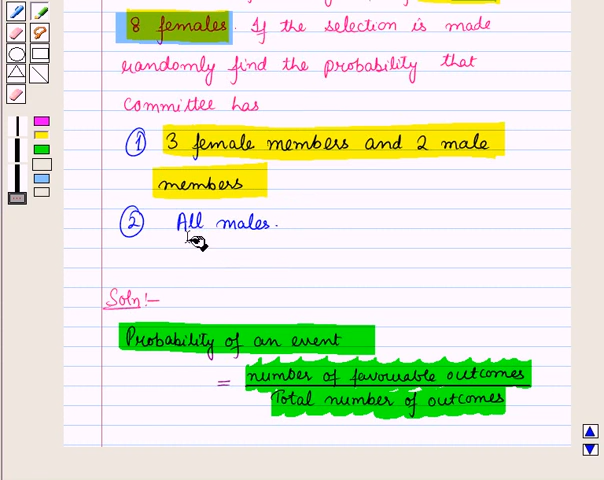 8 females. If the selection is made
randomly find the probability that
committee has
① 3 female members and 2 male
members
② All males.
Soln!-
Probability of an event
= number of favourable outcomes
Total number of outcomes